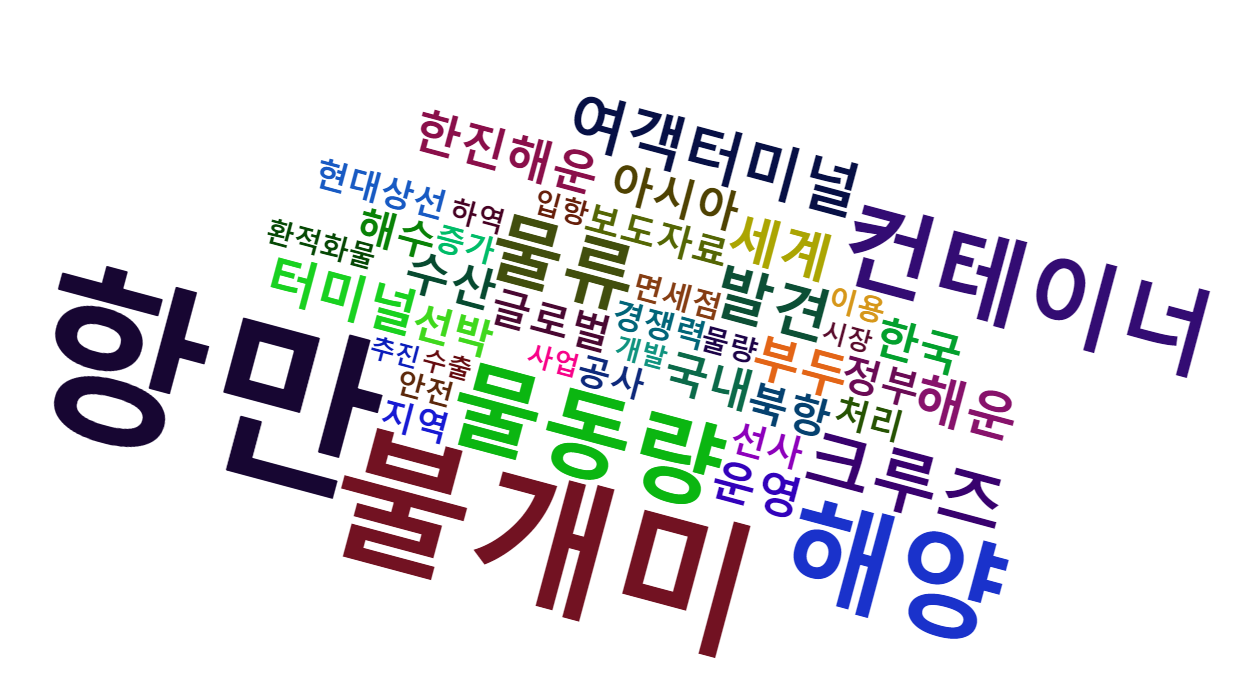 여객터미널
한진해운
아시아
현대상선
하역
입항
보도자료
세계
컨테이너
환적화물
해수
증가
물류
수산
면세점
발견
이용
터미널
선박
글로벌
경쟁력
물량
시장
한국
항만
추진
수출
사업
공사
개발
국내
부두
정부
해운
안전
지역
물동량
북항
처리
선사
운영
크루즈
불개미
해양